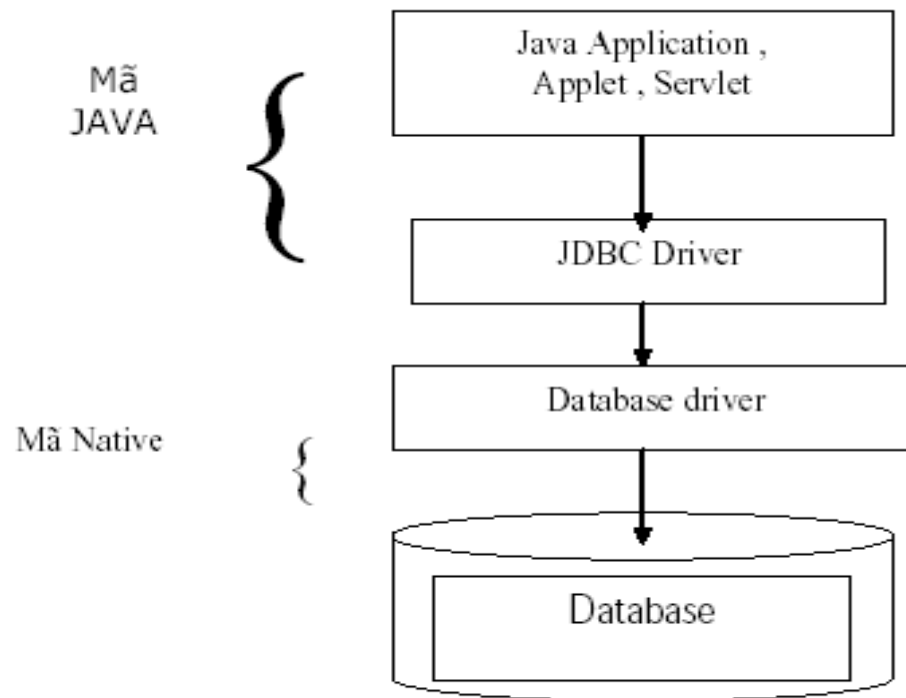 Java Application ,
Applet , Servlet
Mã
JAVA
JDBC Driver
Database driver
Mã Native
Database